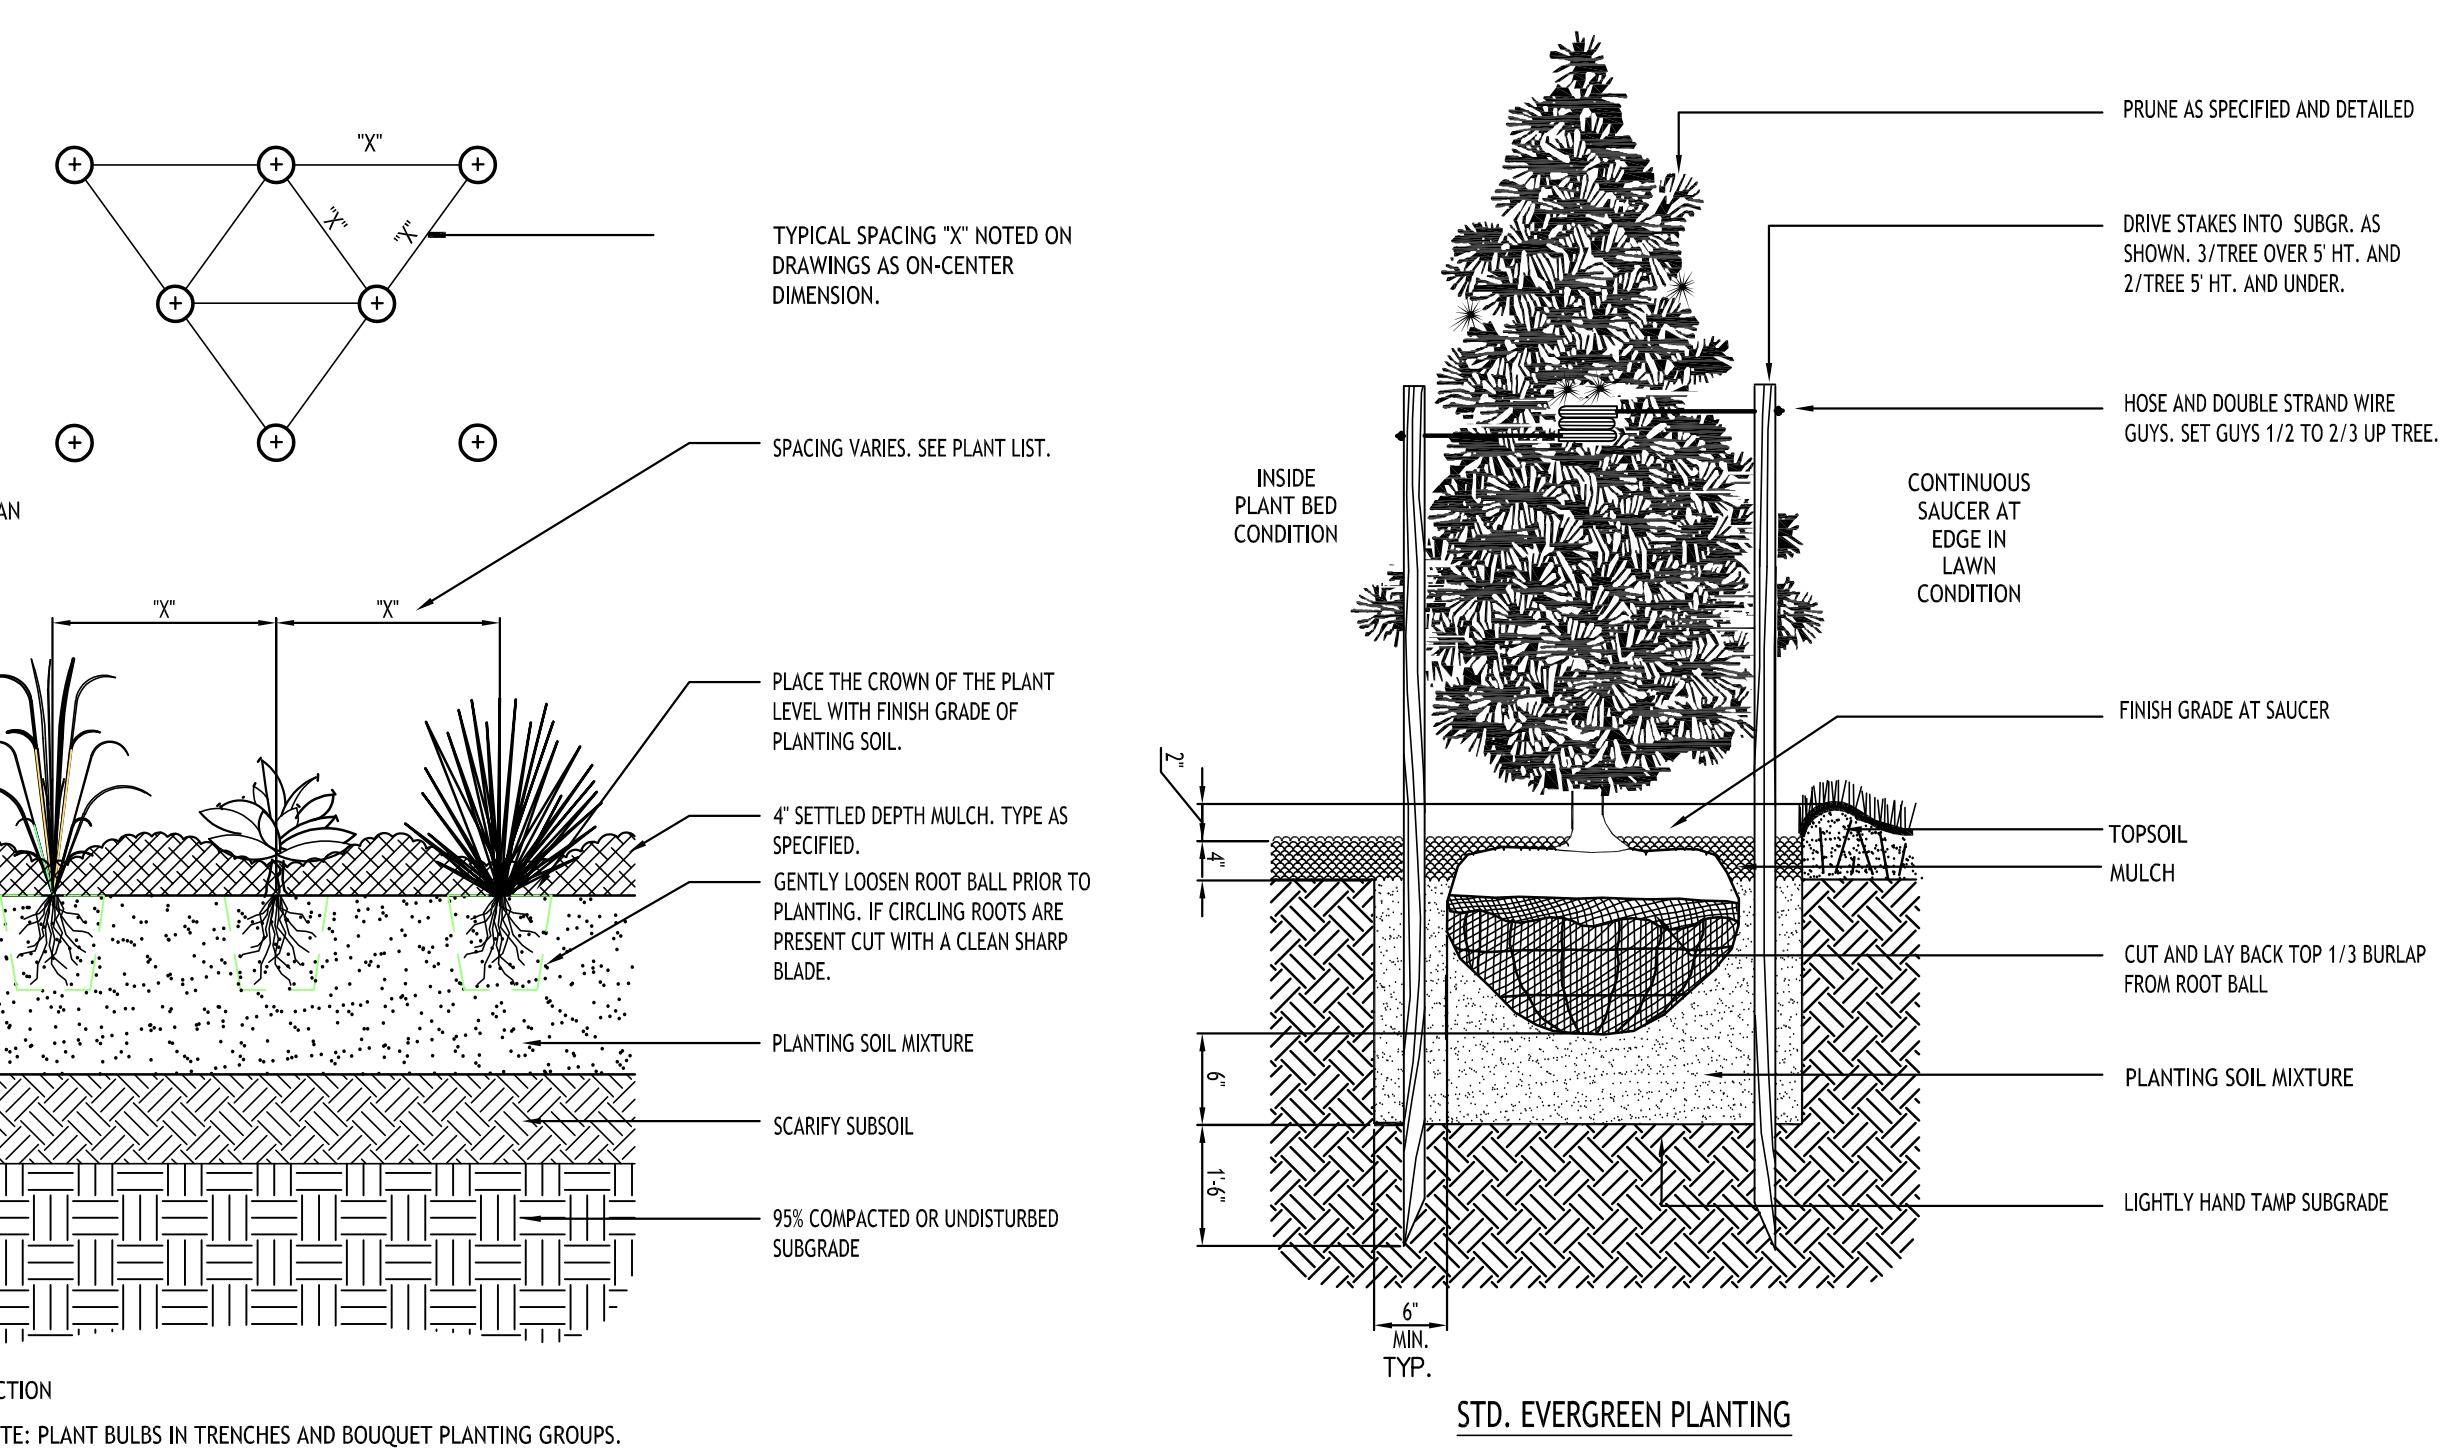 "X"
"X"
"X"
TYPICAL SPACING "X" NOTED ON
DRAWINGS AS ON-CENTER
DIMENSION.
SPACING VARIES. SEE PLANT LIST.
AN
"X"
"X"
PLACE THE CROWN OF THE PLANT
LEVEL WITH FINISH GRADE OF
PLANTING SOIL.
4" SETTLED DEPTH MULCH. TYPE AS
SPECIFIED.
GENTLY LOOSEN ROOT BALL PRIOR TO
PLANTING. IF CIRCLING ROOTS ARE
PRESENT CUT WITH A CLEAN SHARP
BLADE.
PLANTING SOIL MIXTURE
SCARIFY SUBSOIL
95% COMPACTED OR UNDISTURBED
SUBGRADE
CTION
TE: PLANT BULBS IN TRENCHES AND BOUQUET PLANTING GROUPS.
PRUNE AS SPECIFIED AND DETAILED
DRIVE STAKES INTO SUBGR. AS
SHOWN. 3/TREE OVER 5' HT. AND
2/TREE 5' HT. AND UNDER.
HOSE AND DOUBLE STRAND WIRE
GUYS. SET GUYS 1/2 TO 2/3 UP TREE.
INSIDE
PLANT BED
CONDITION
CONTINUOUS
SAUCER AT
EDGE IN
LAWN
CONDITION
FINISH GRADE AT SAUCER
2"
4"
TOPSOIL
MULCH
CUT AND LAY BACK TOP 1/3 BURLAP
FROM ROOT BALL
6"
PLANTING SOIL MIXTURE
1'-6"
LIGHTLY HAND TAMP SUBGRADE
6"
MIN.
TYP.
STD. EVERGREEN PLANTING